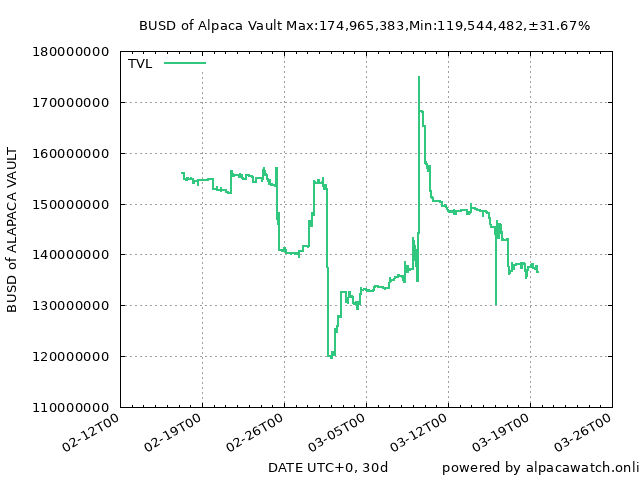 BUSD of Alpaca Vault Max:174,965,383,Min:119,544,482,±31.67%
TVL
180000000
170000000
160000000
150000000
140000000
130000000
120000000
110000000
BUSD of ALAPACA VAULT
02-12T00
02-19T00
02-26T00
03-05T00
03-12T00
03-19T00
03-26T00
DATE UTC+0, 30d
powered by alpacawatch.onli